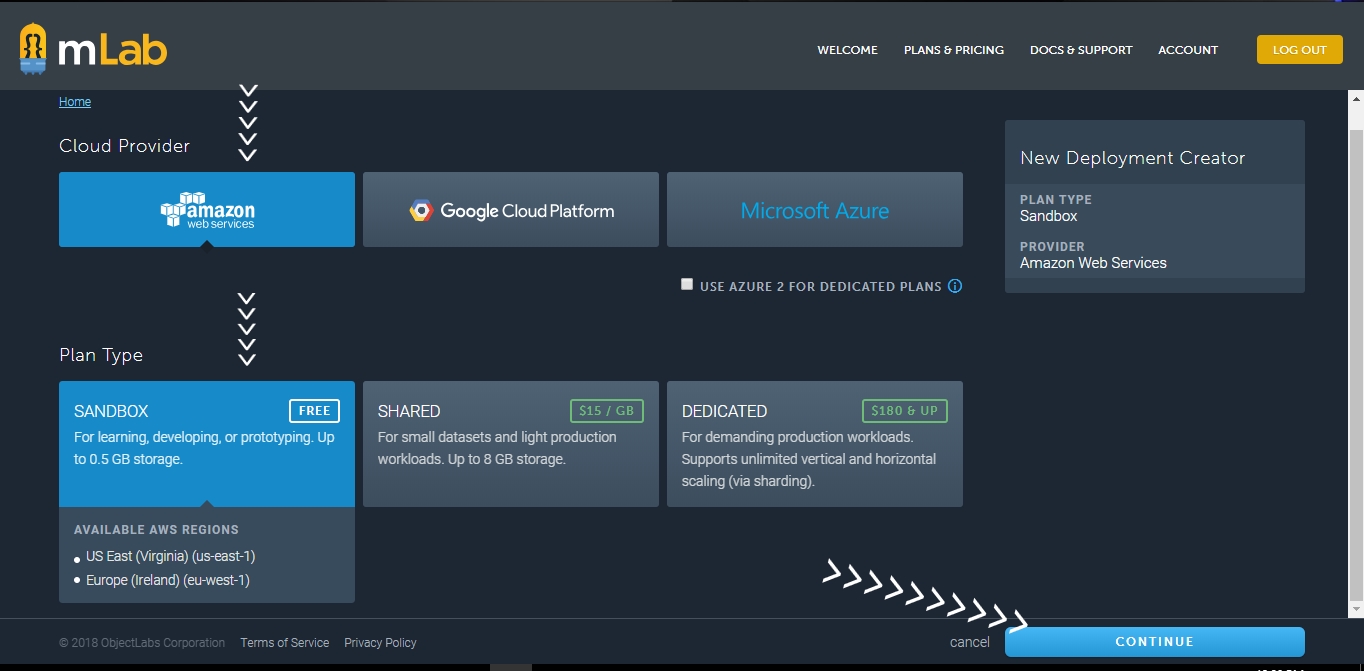 mLab
WELCOME
PLANS & PRICING
DOCS & SUPPORT
ACCOUNT
LOG OUT
Home
Cloud Provider
amazon
web services
Google Cloud Platform
Microsoft Azure
USE AZURE 2 FOR DEDICATED PLANS
Plan Type
SANDBOX
FREE
For learning, developing, or prototyping. Up
to 0.5 GB storage.
AVAILABLE AWS REGIONS
US East (Virginia) (us-east-1)
Europe (Ireland) (eu-west-1)
SHARED
$15 / GB
For small datasets and light production
workloads. Up to 8 GB storage.
DEDICATED
$180 & UP
For demanding production workloads.
Supports unlimited vertical and horizontal
scaling (via sharding).
New Deployment Creator
PLAN TYPE
Sandbox
PROVIDER
Amazon Web Services
© 2018 ObjectLabs Corporation
Terms of Service
Privacy Policy
cancel
CONTINUE